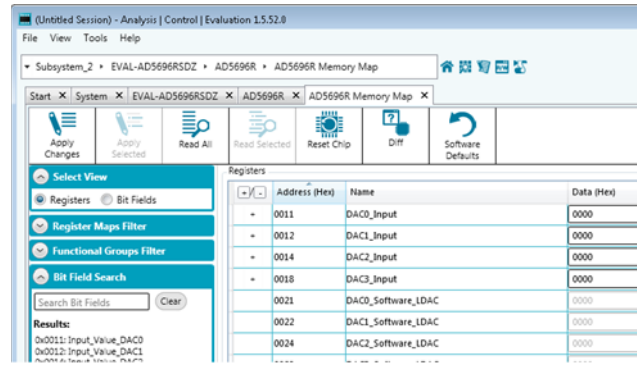 (Untitled Session) - Analysis | Control | Evaluation 1.5.52.0
File View Tools Help
Subsystem_2 EVAL-AD5696RSDZ AD5696R AD5696R Memory Map
Start X System X EVAL-AD5696RSDZ X AD5696R X AD5696R Memory Map X
Apply Changes Apply Selected Read All Read Selected Reset Chip Diff Software Defaults
Select View
Registers Bit Fields
Register Maps Filter
Functional Groups Filter
Bit Field Search
Search Bit Fields Clear
Results:
0x0011: Input_Value_DAC0
0x0012: Input_Value_DAC1
0x0014: Input_Value_DAC2
Registers
+/- Address (Hex) Name Data (Hex)
+ 0011 DAC0_Input 0000
+ 0012 DAC1_Input 0000
+ 0014 DAC2_Input 0000
+ 0018 DAC3_Input 0000
0021 DAC0_Software_LDAC 0000
0022 DAC1_Software_LDAC 0000
0024 DAC2_Software_LDAC 0000